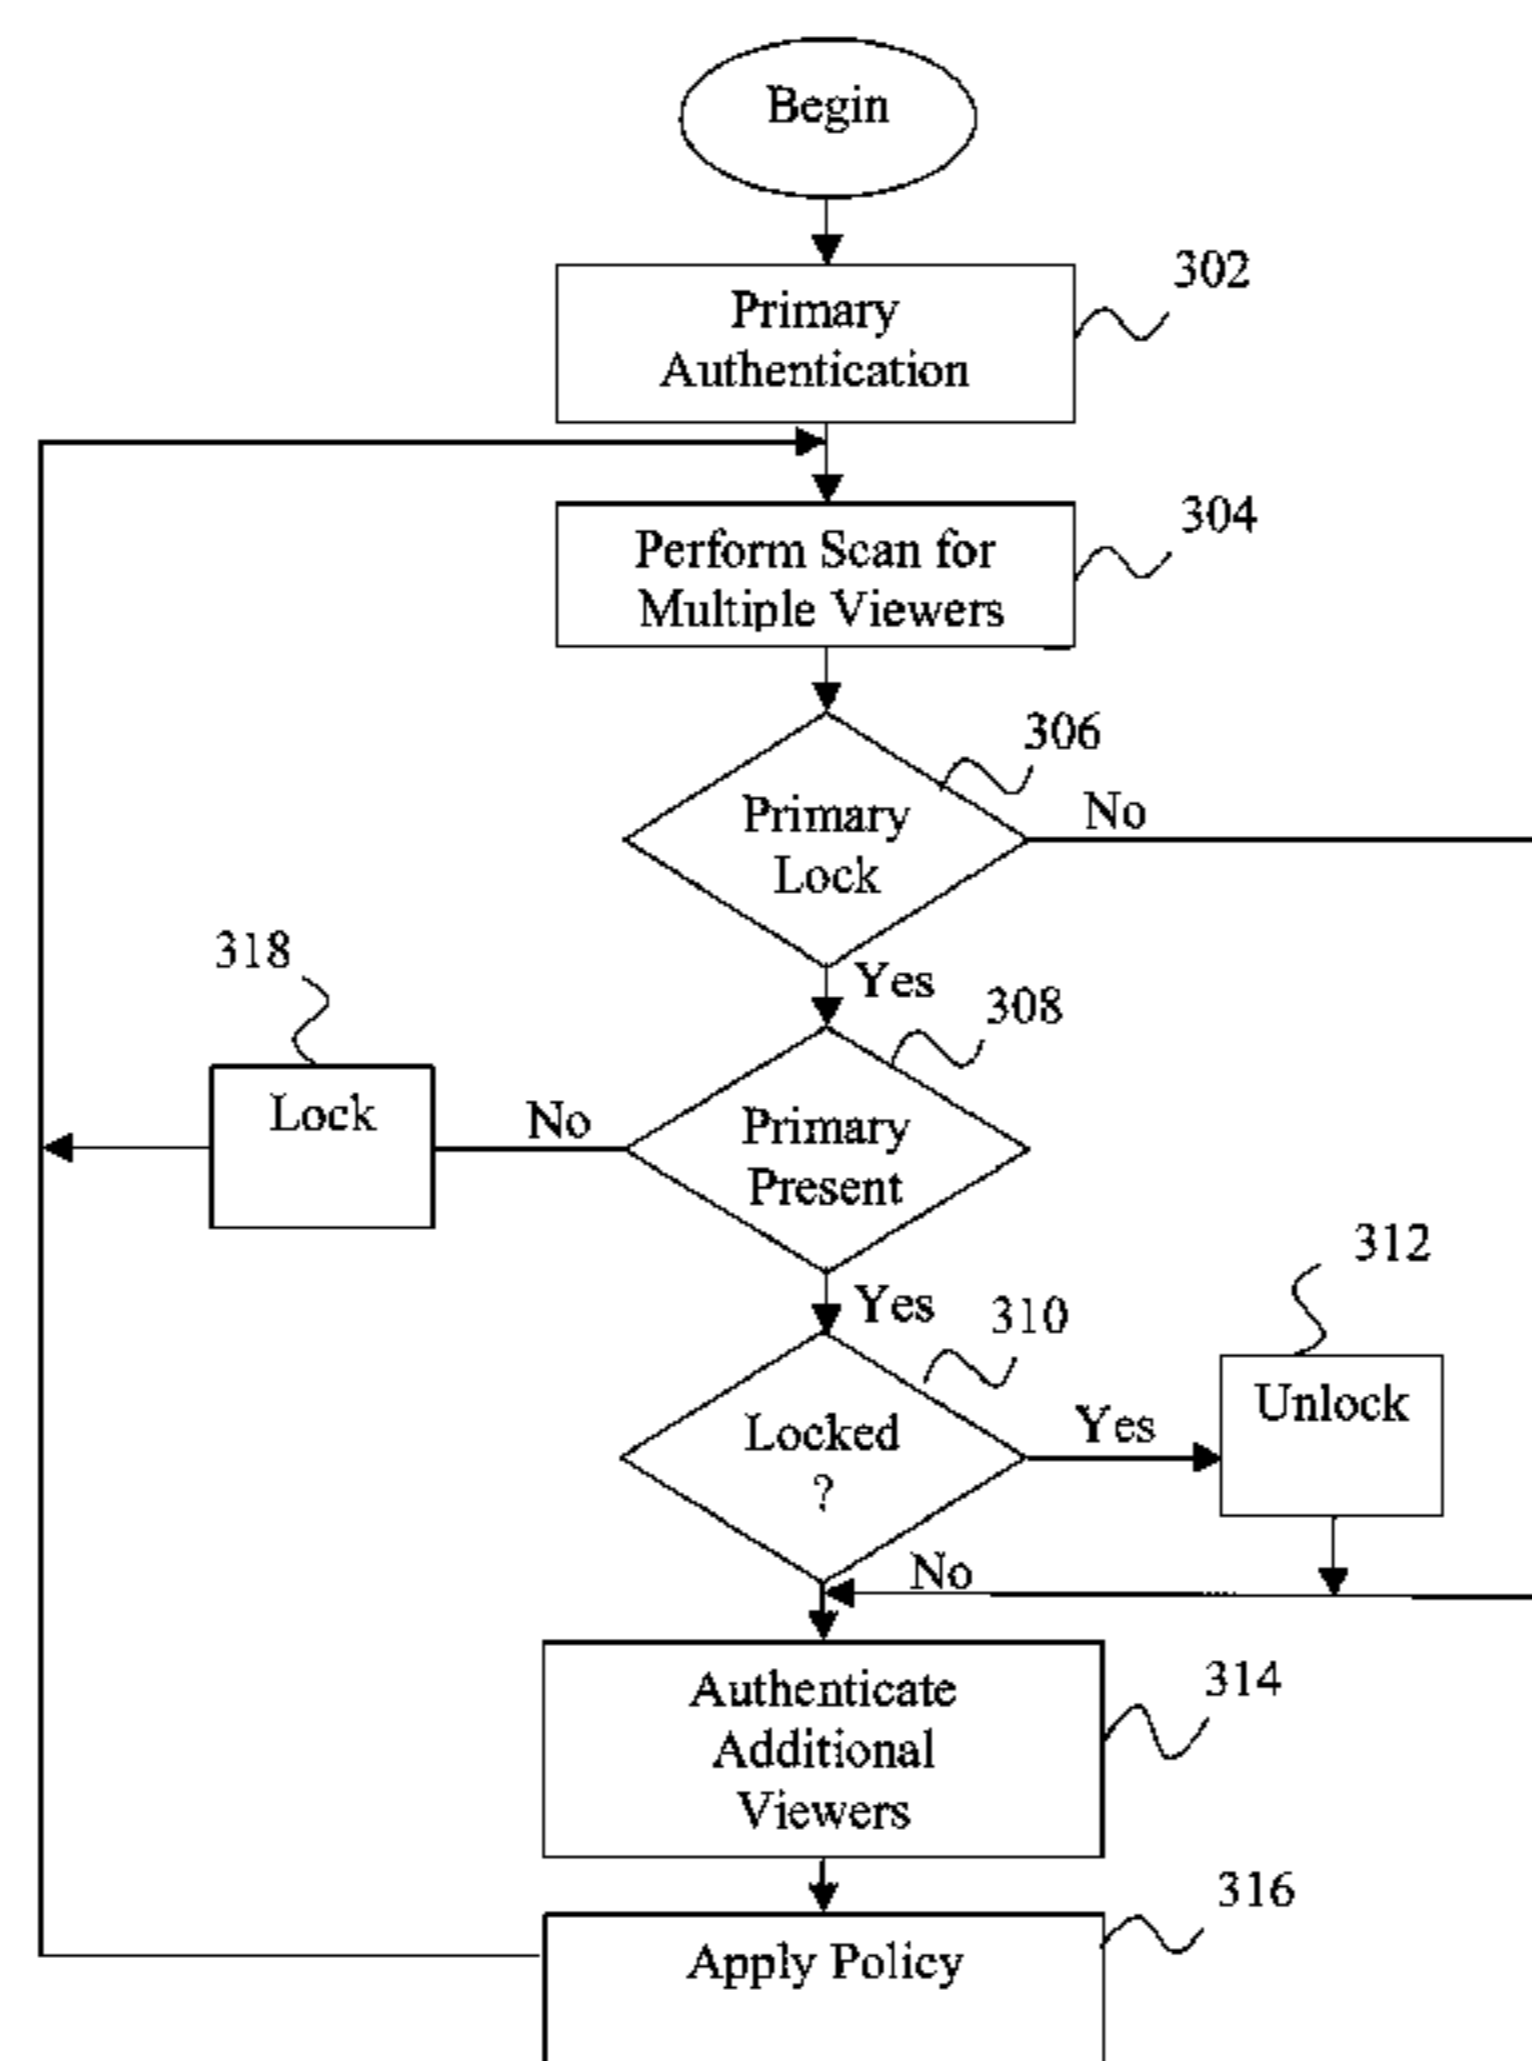 Begin
302
Primary
Authentication
304
Perform Scan for
Multiple Viewers
306
No
Primary
Lock
318
Yes
308
Lock
No
Primary
Present
312
Yes
310
Unlock
Locked
?
Yes
No
314
Authenticate
Additional
Viewers
316
Apply Policy